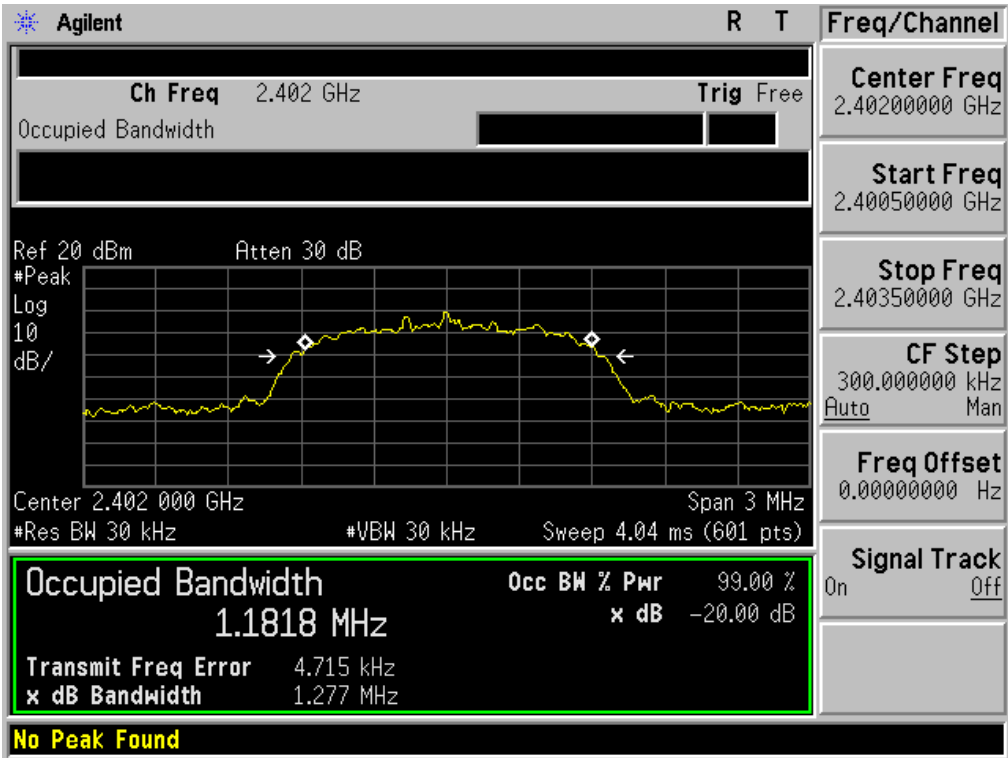 Agilent R T
Ch Freq 2.402 GHz Trig Free
Occupied Bandwidth
Ref 20 dBm Atten 30 dB
#Peak
Log
10
dB/
Center 2.402 000 GHz Span 3 MHz
#Res BW 30 kHz #VBW 30 kHz Sweep 4.04 ms (601 pts)
Occupied Bandwidth Occ BW % Pwr 99.00 %
1.1818 MHz x dB -20.00 dB
Transmit Freq Error 4.715 kHz
x dB Bandwidth 1.277 MHz
No Peak Found
Freq/Channel
Center Freq
2.40200000 GHz
Start Freq
2.40050000 GHz
Stop Freq
2.40350000 GHz
CF Step
300.000000 kHz
Auto Man
Freq Offset
0.00000000 Hz
Signal Track
On Off